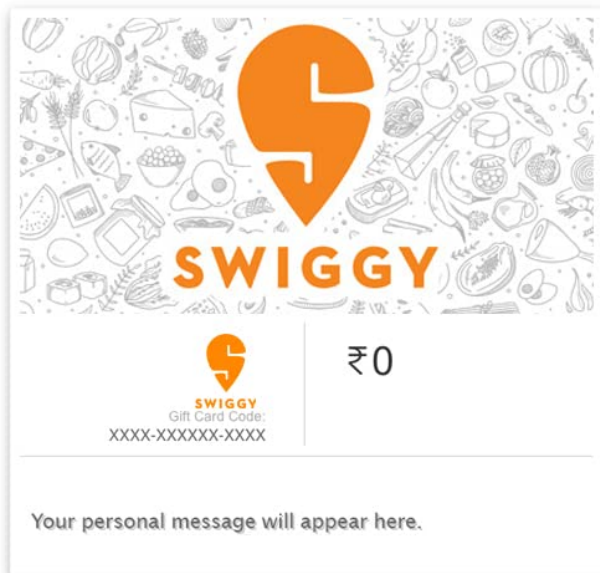 SWIGGY
SWIGGY
Gift Card Code:
XXXX-XXXXXX-XXXX
₹0
Your personal message will appear here.